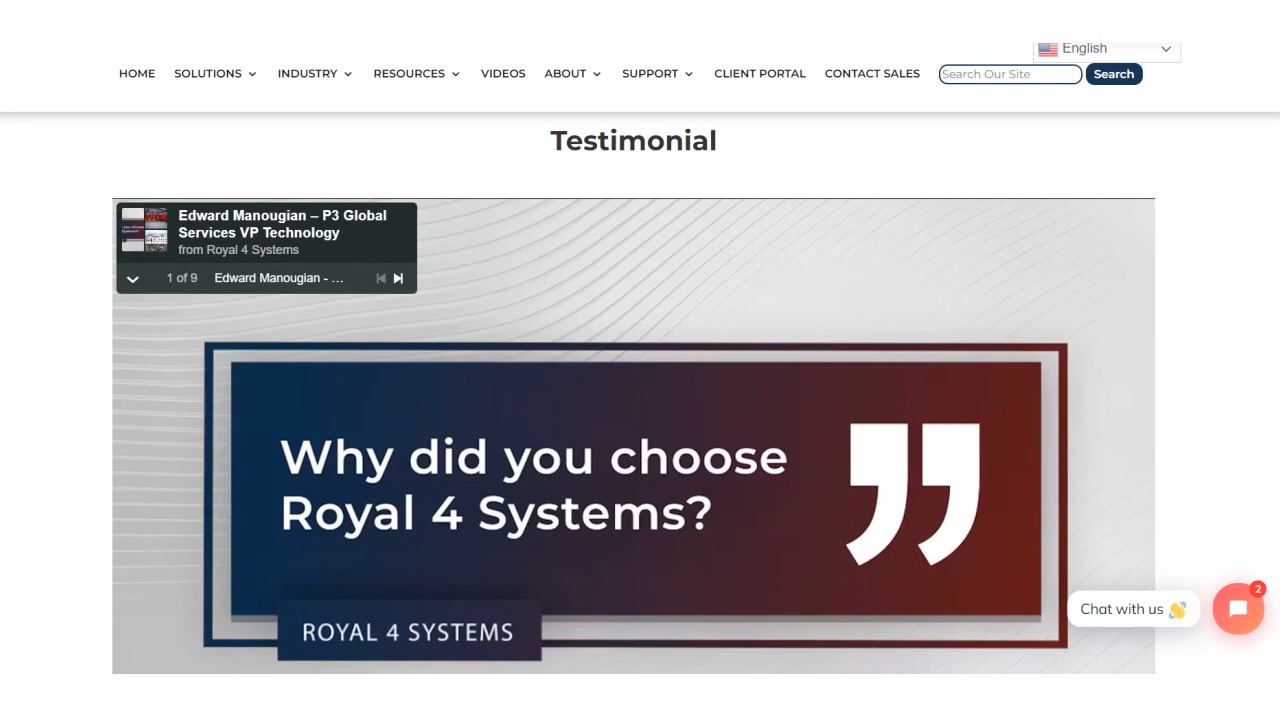 English
HOME SOLUTIONS INDUSTRY RESOURCES VIDEOS ABOUT SUPPORT CLIENT PORTAL CONTACT SALES Search Our Site Search
Testimonial
Edward Manougian – P3 Global
Services VP Technology
from Royal 4 Systems
1 of 9 Edward Manougian - ...
Why did you choose
Royal 4 Systems?
ROYAL 4 SYSTEMS
2
Chat with us 👋